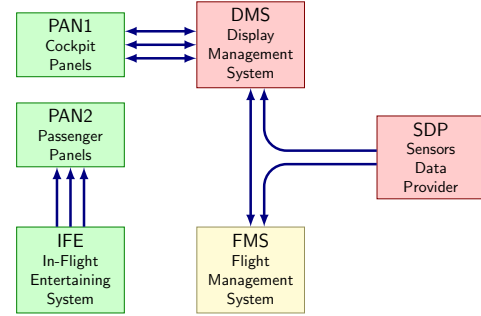 PAN1
Cockpit
Panels
DMS
Display
Management
System
PAN2
Passenger
Panels
SDP
Sensors
Data
Provider
IFE
In-Flight
Entertaining
System
FMS
Flight
Management
System